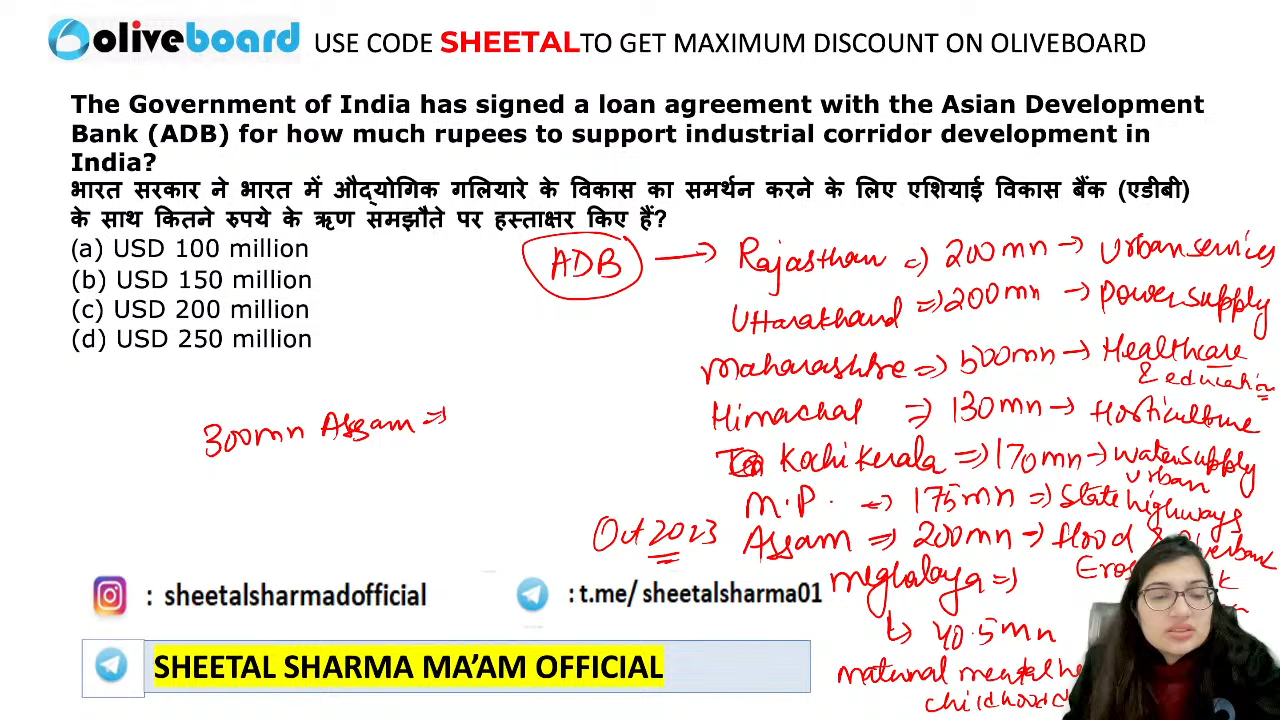 oliveboard USE CODE SHEETAL TO GET MAXIMUM DISCOUNT ON OLIVEBOARD
The Government of India has signed a loan agreement with the Asian Development
Bank (ADB) for how much rupees to support industrial corridor development in
India?
भारत सरकार ने भारत में औद्योगिक गलियारे के विकास का समर्थन करने के लिए एशियाई विकास बैंक (एडीबी)
के साथ कितने रुपये के ऋण समझौते पर हस्ताक्षर किए हैं?
(a) USD 100 million
(b) USD 150 million
(c) USD 200 million
(d) USD 250 million
ADB → Rajasthan => 200mn → Urban services
Uttarakhand => 200mn → power supply
Maharashtra => 500mn → Healthcare
& education
Himachal => 130mn → Horticulture
300mn Assam =>
Kochi Kerala => 170mn → water supply
urban
M.P. => 175mn => State highways
Oct 2023 Assam => 200mn → flood &
Meghalaya =>
↳ 40.5mn
mental
: sheetalsharmadofficial
: t.me/ sheetalsharma01
SHEETAL SHARMA MA’AM OFFICIAL